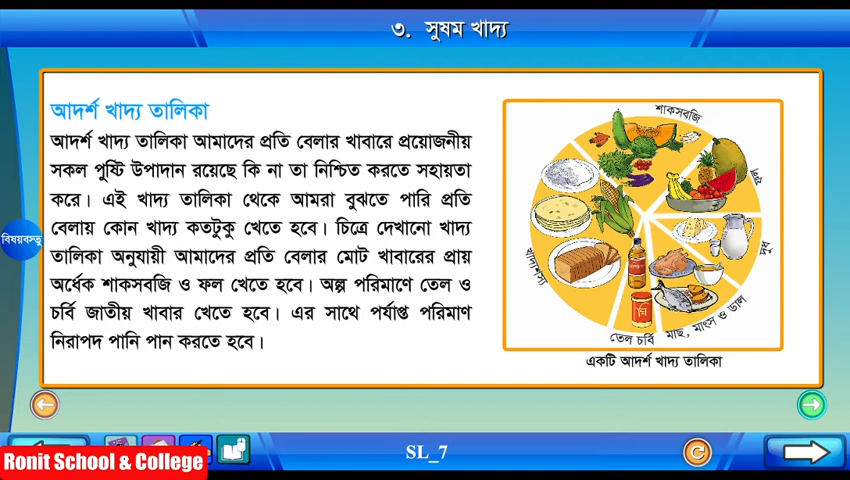 ৩. সুষম খাদ্য
আদর্শ খাদ্য তালিকা
আদর্শ খাদ্য তালিকা আমাদের প্রতি বেলার খাবারে প্রয়োজনীয়
সকল পুষ্টি উপাদান রয়েছে কি না তা নিশ্চিত করতে সহায়তা
করে। এই খাদ্য তালিকা থেকে আমরা বুঝতে পারি প্রতি
বেলায় কোন খাদ্য কতটুকু খেতে হবে। চিত্রে দেখানো খাদ্য
তালিকা অনুযায়ী আমাদের প্রতি বেলার মোট খাবারের প্রায়
অর্ধেক শাকসবজি ও ফল খেতে হবে। অল্প পরিমাণে তেল ও
চর্বি জাতীয় খাবার খেতে হবে। এর সাথে পর্যাপ্ত পরিমাণ
নিরাপদ পানি পান করতে হবে।
শাকসবজি
ফল
দুধ
মাছ, মাংস ও ডাল
তেল চর্বি
খাদ্যশস্য
ঘি
একটি আদর্শ খাদ্য তালিকা
বিষয়বস্তু
SL_7
Ronit School & College